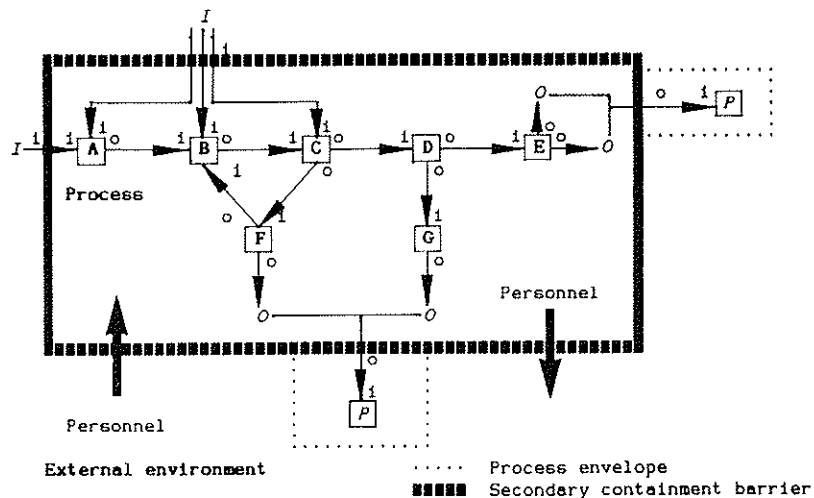 I
i
o i P
i i i o o
I i i A o i B o i C o i D o i E o O
Process i o
o i i
F G
o o
O O
Personnel
o
i
P
Personnel
External environment
Process envelope
Secondary containment barrier